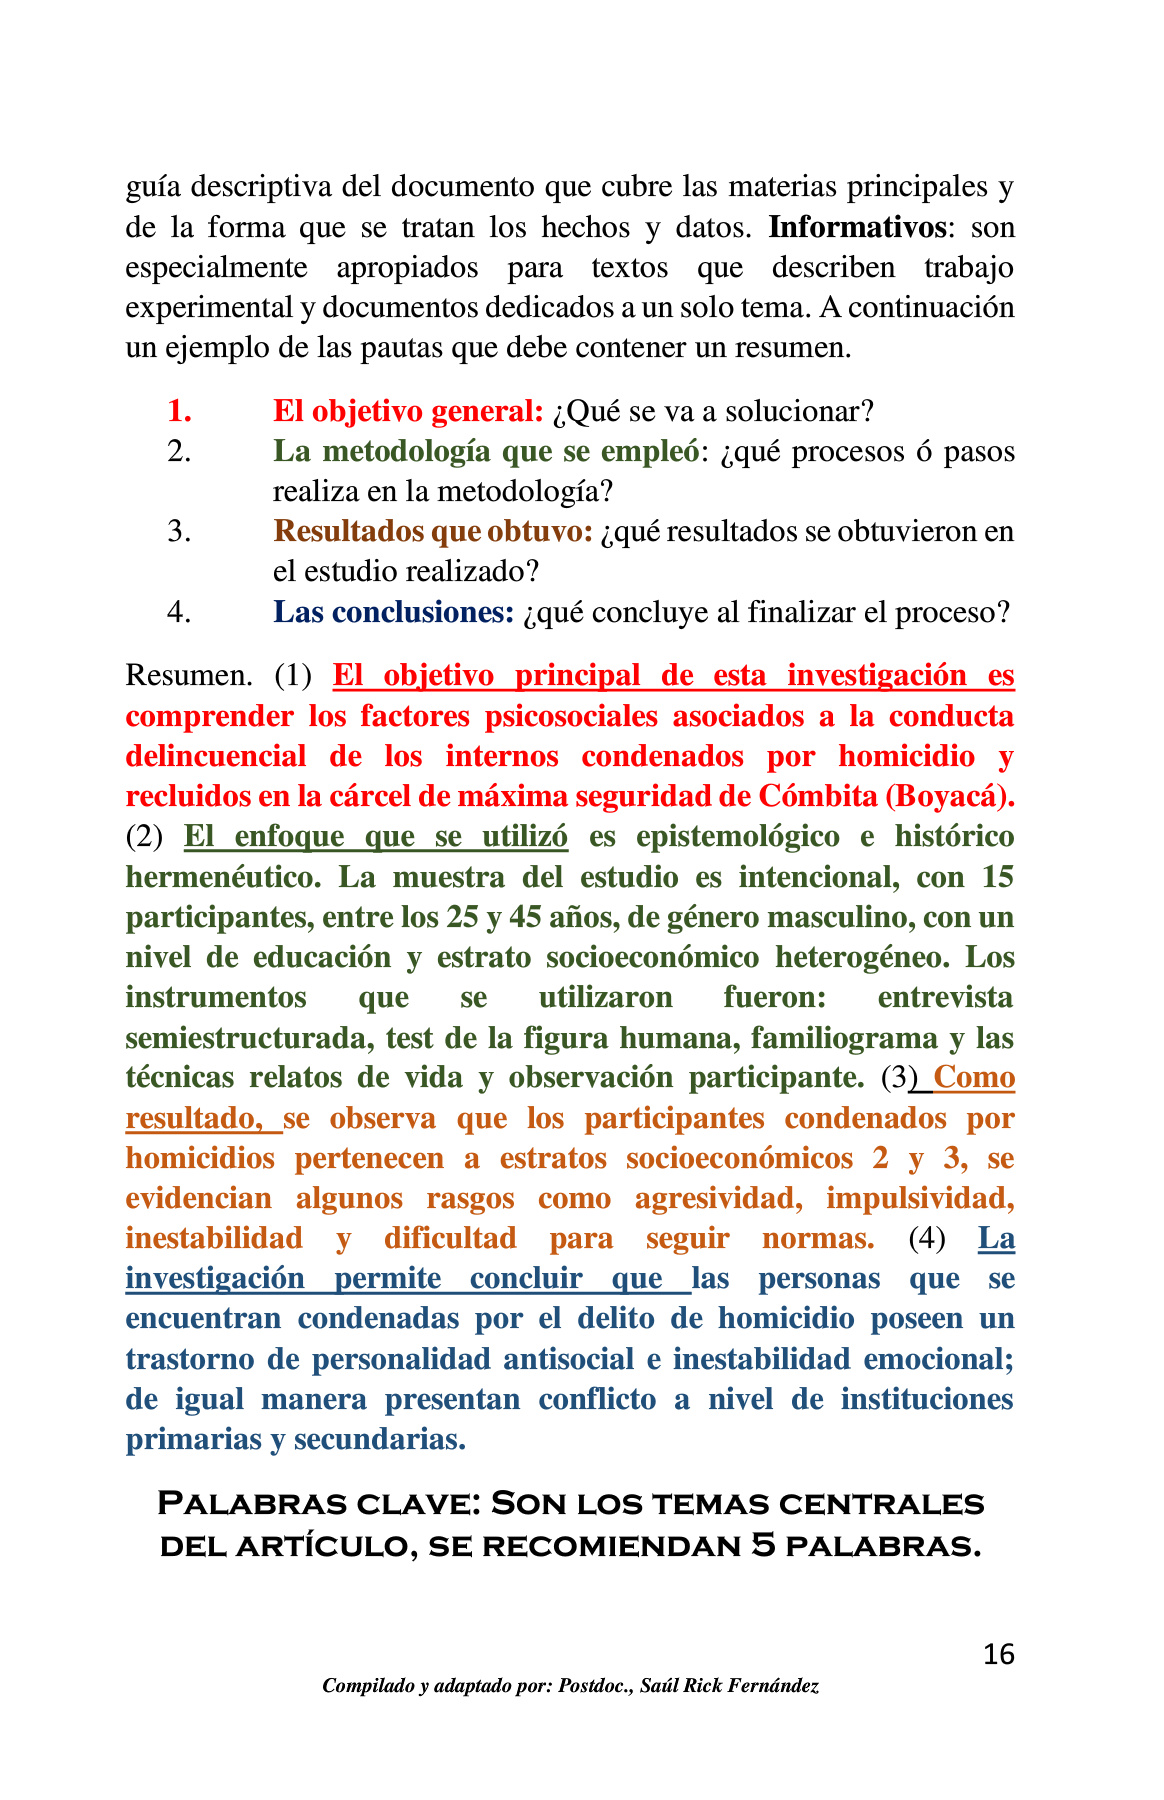 guía descriptiva del documento que cubre las materias principales y
de la forma que se tratan los hechos y datos. Informativos: son
especialmente apropiados para textos que describen trabajo
experimental y documentos dedicados a un solo tema. A continuación
un ejemplo de las pautas que debe contener un resumen.
1. El objetivo general: ¿Qué se va a solucionar?
2. La metodología que se empleó: ¿qué procesos ó pasos
realiza en la metodología?
3. Resultados que obtuvo: ¿qué resultados se obtuvieron en
el estudio realizado?
4. Las conclusiones: ¿qué concluye al finalizar el proceso?
Resumen. (1) El objetivo principal de esta investigación es
comprender los factores psicosociales asociados a la conducta
delincuencial de los internos condenados por homicidio y
recluidos en la cárcel de máxima seguridad de Cómbita (Boyacá).
(2) El enfoque que se utilizó es epistemológico e histórico
hermenéutico. La muestra del estudio es intencional, con 15
participantes, entre los 25 y 45 años, de género masculino, con un
nivel de educación y estrato socioeconómico heterogéneo. Los
instrumentos que se utilizaron fueron: entrevista
semiestructurada, test de la figura humana, familiograma y las
técnicas relatos de vida y observación participante. (3) Como
resultado, se observa que los participantes condenados por
homicidios pertenecen a estratos socioeconómicos 2 y 3, se
evidencian algunos rasgos como agresividad, impulsividad,
inestabilidad y dificultad para seguir normas. (4) La
investigación permite concluir que las personas que se
encuentran condenadas por el delito de homicidio poseen un
trastorno de personalidad antisocial e inestabilidad emocional;
de igual manera presentan conflicto a nivel de instituciones
primarias y secundarias.
PALABRAS CLAVE: SON LOS TEMAS CENTRALES
DEL ARTÍCULO, SE RECOMIENDAN 5 PALABRAS.
16
Compilado y adaptado por: Postdoc., Saúl Rick Fernández